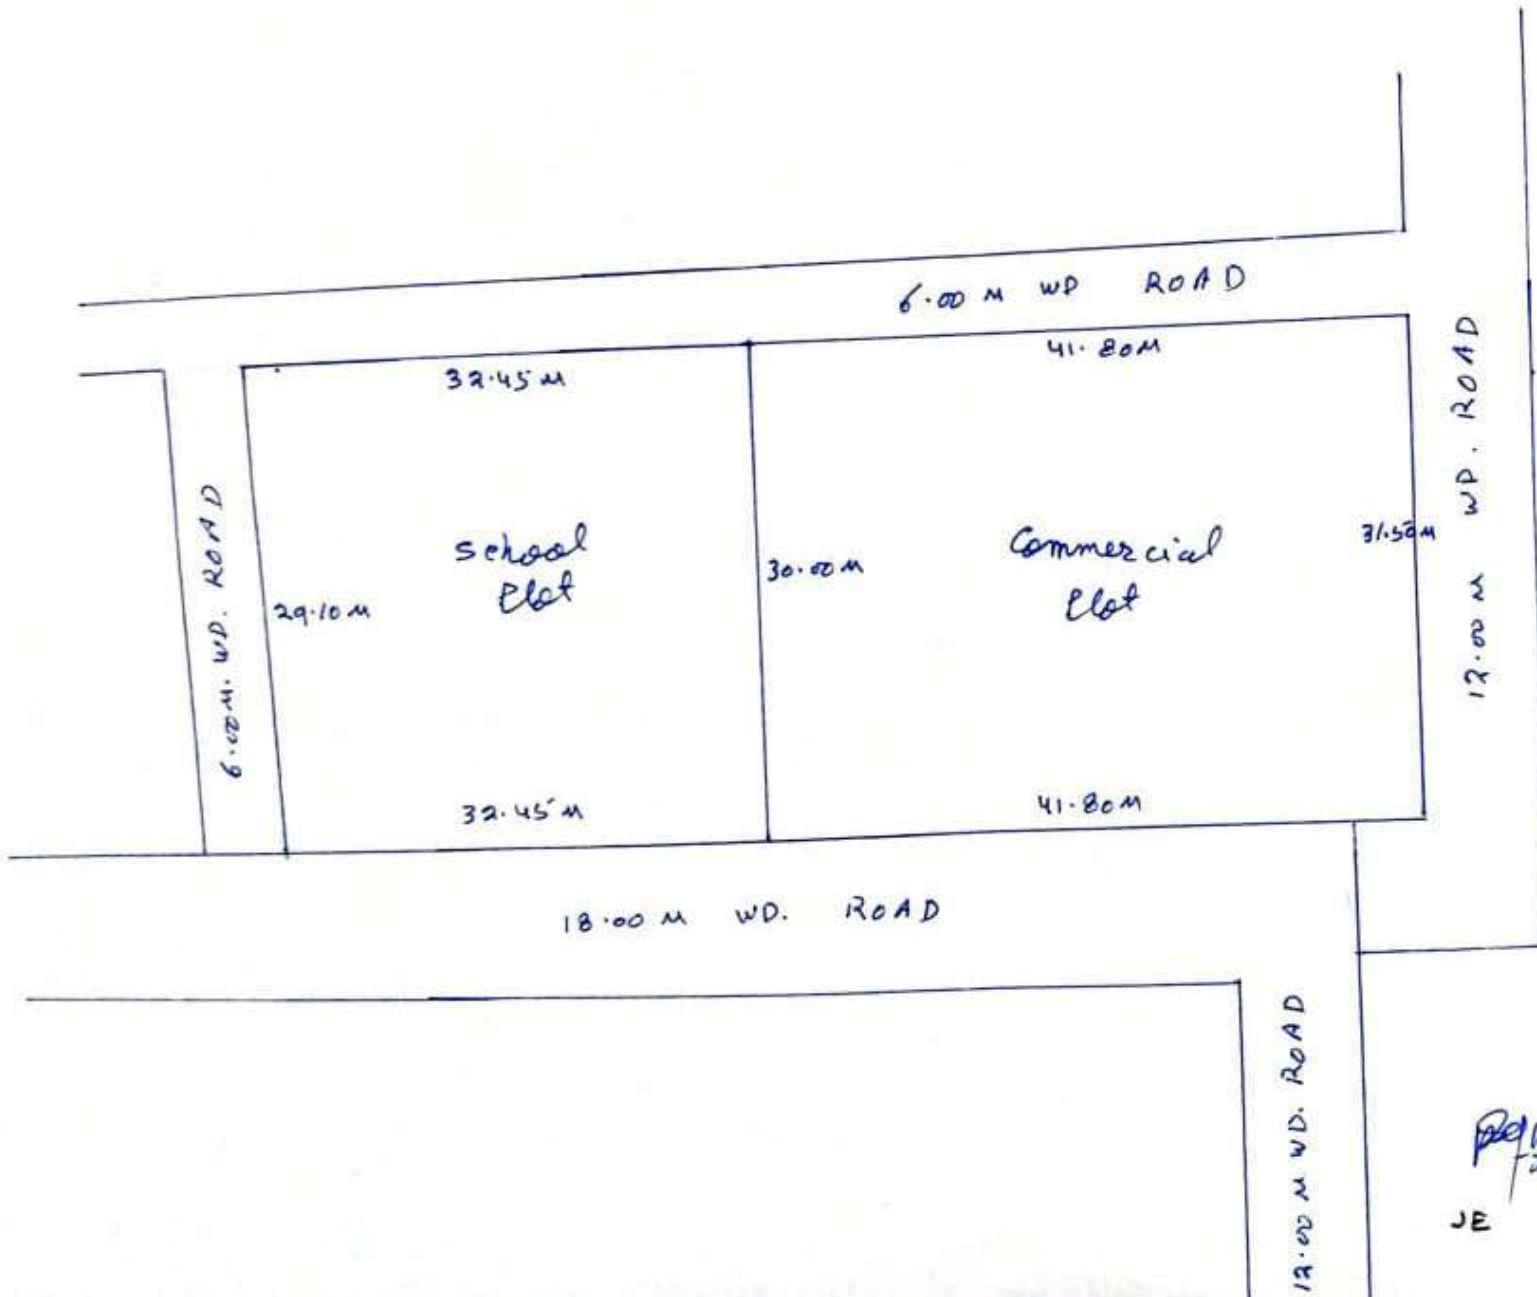 6.00 M WD ROAD
41.80M
32.45 M
12.00 M WD. ROAD
6.00M. WD. ROAD
School
Plot
Commercial
Plot
31.50M
30.00M
29.10 M
32.45 M
41.80M
18.00 M WD. ROAD
12.00 M WD. ROAD
JE